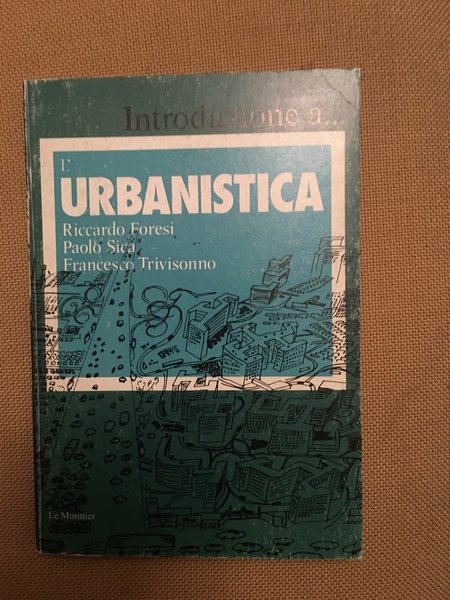 Introduzione a...
L'
URBANISTICA
Riccardo Foresi
Paolo Sica
Francesco Trivisonno
Le Monnier